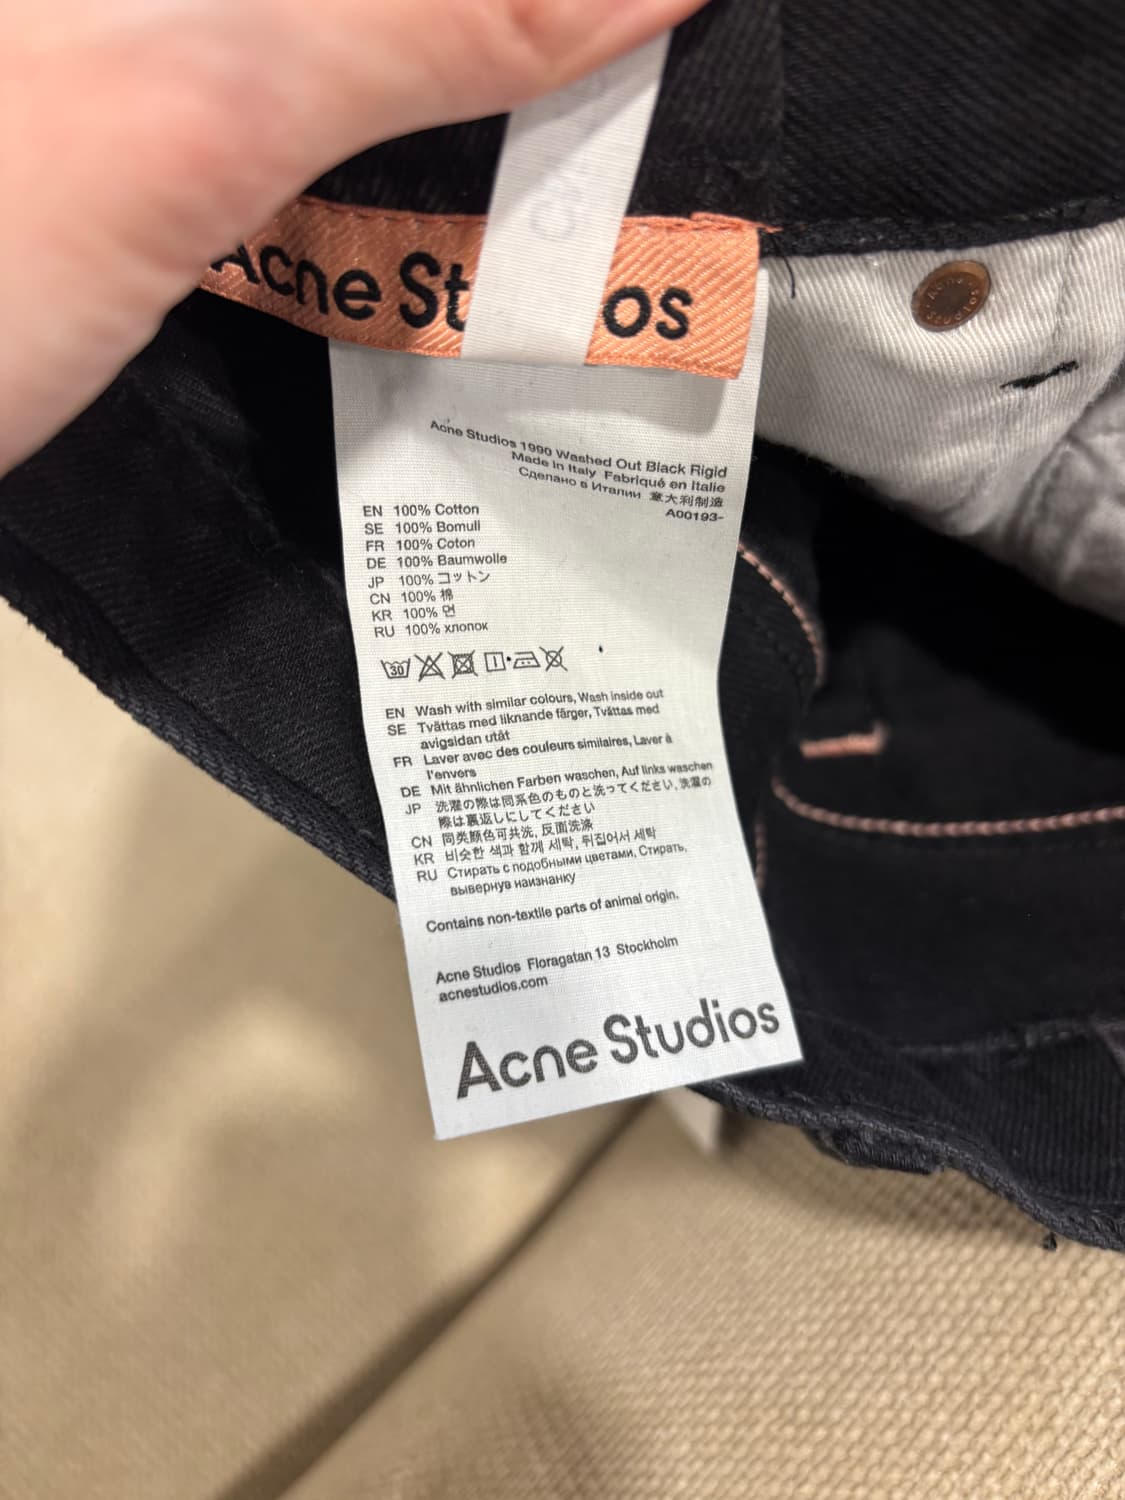 Acne St os
Acne Studios
Acne Studios 1990 Washed Out Black Rigid
Made in Italy Fabriqué en Italie
Сделано в Италии 意大利制造
A00193-
EN 100% Cotton
SE 100% Bomull
FR 100% Coton
DE 100% Baumwolle
JP 100% コットン
CN 100% 棉
KR 100% 면
RU 100% хлопок
30
EN Wash with similar colours, Wash inside out
SE Tvättas med liknande färger, Tvättas med
avigsidan utåt
FR Laver avec des couleurs similaires, Laver à
l'envers
DE Mit ähnlichen Farben waschen, Auf links waschen
JP 洗濯の際は同系色のものと洗ってください、洗濯の
際は裏返しにしてください
CN 同类颜色可共洗, 反面洗涤
KR 비슷한 색과 함께 세탁, 뒤집어서 세탁
RU Стирать с подобными цветами, Стирать,
вывернув наизнанку
Contains non-textile parts of animal origin.
Acne Studios Floragatan 13 Stockholm
acnestudios.com
Acne Studios